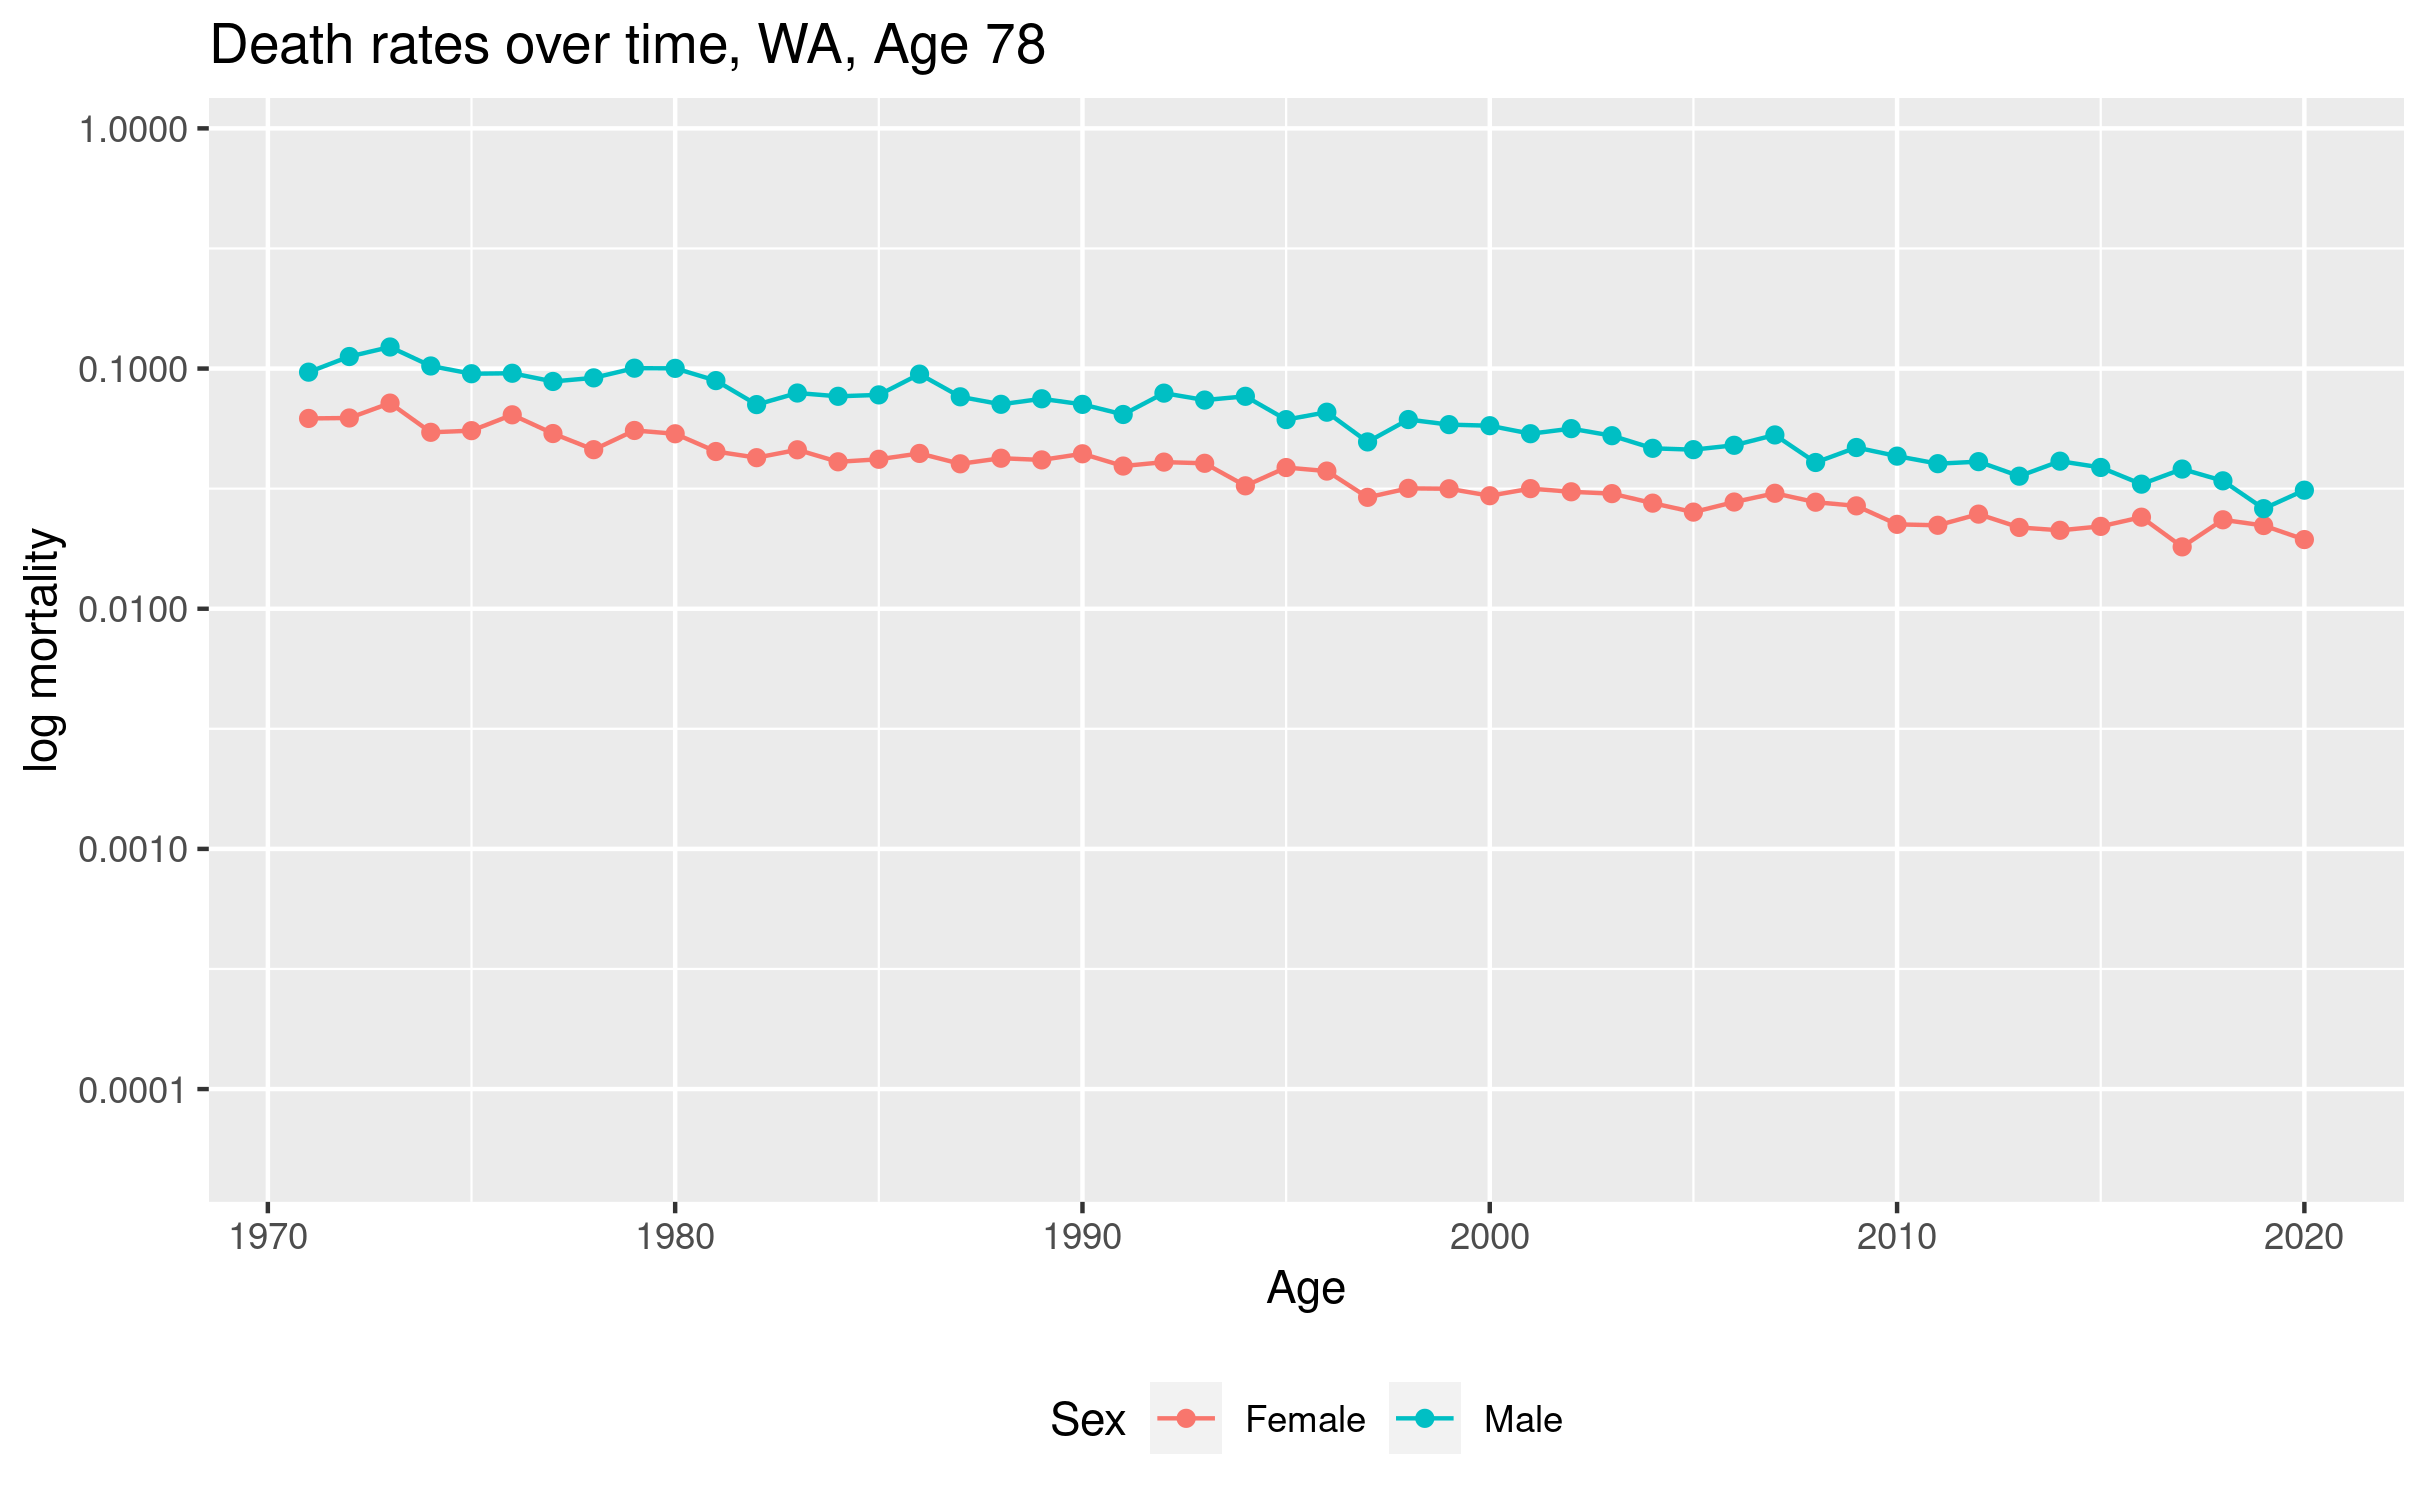 Death rates over time, WA, Age 78
log mortality
1.0000
0.1000
0.0100
0.0010
0.0001
1970 1980 1990 2000 2010 2020
Age
Sex Female Male